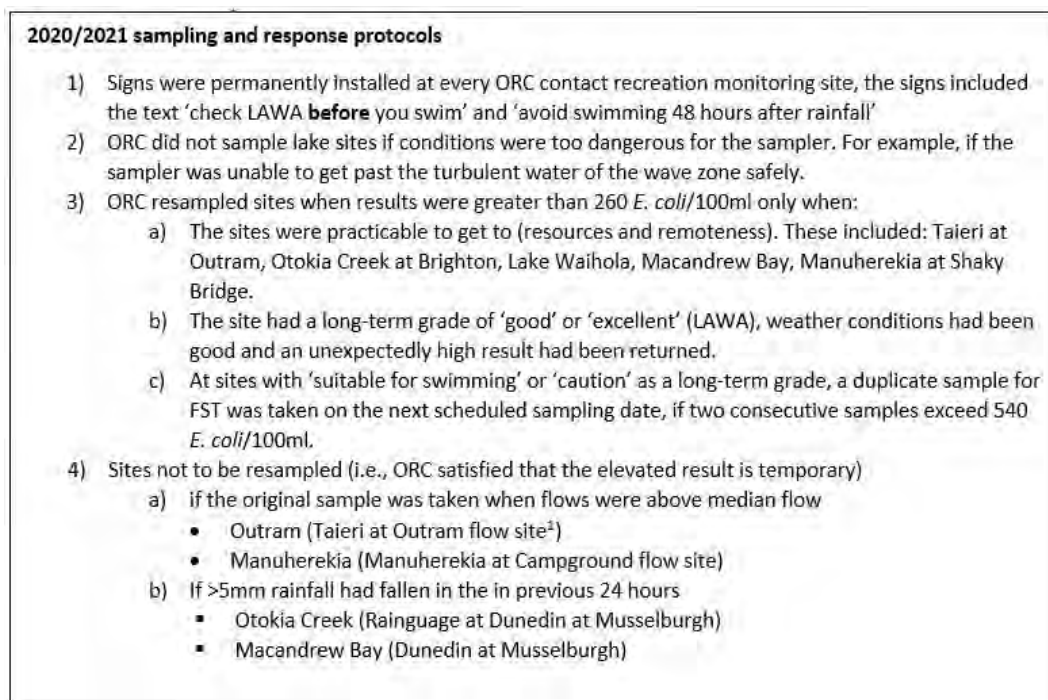 2020/2021 sampling and response protocols
1) Signs were permanently installed at every ORC contact recreation monitoring site, the signs included
the text ‘check LAWA before you swim’ and ‘avoid swimming 48 hours after rainfall’
2) ORC did not sample lake sites if conditions were too dangerous for the sampler. For example, if the
sampler was unable to get past the turbulent water of the wave zone safely.
3) ORC resampled sites when results were greater than 260 E. coli/100ml only when:
a) The sites were practicable to get to (resources and remoteness). These included: Taieri at
Outram, Otokia Creek at Brighton, Lake Waihola, Macandrew Bay, Manuherekia at Shaky
Bridge.
b) The site had a long-term grade of ‘good’ or ‘excellent’ (LAWA), weather conditions had been
good and an unexpectedly high result had been returned.
c) At sites with ‘suitable for swimming’ or ‘caution’ as a long-term grade, a duplicate sample for
FST was taken on the next scheduled sampling date, if two consecutive samples exceed 540
E. coli/100ml.
4) Sites not to be resampled (i.e., ORC satisfied that the elevated result is temporary)
a) if the original sample was taken when flows were above median flow
• Outram (Taieri at Outram flow site¹)
• Manuherekia (Manuherekia at Campground flow site)
b) If >5mm rainfall had fallen in the in previous 24 hours
▪ Otokia Creek (Rainguage at Dunedin at Musselburgh)
▪ Macandrew Bay (Dunedin at Musselburgh)